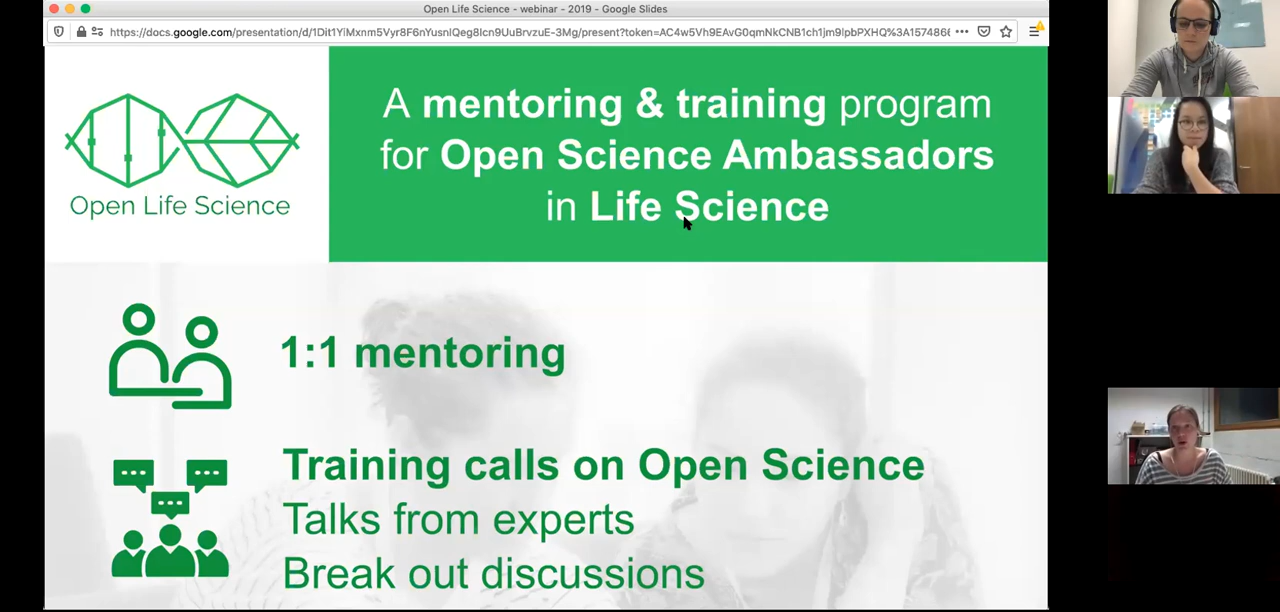 Open Life Science - webinar - 2019 - Google Slides
A mentoring & training program
for Open Science Ambassadors
in Life Science
Open Life Science
1:1 mentoring
Training calls on Open Science
Talks from experts
Break out discussions